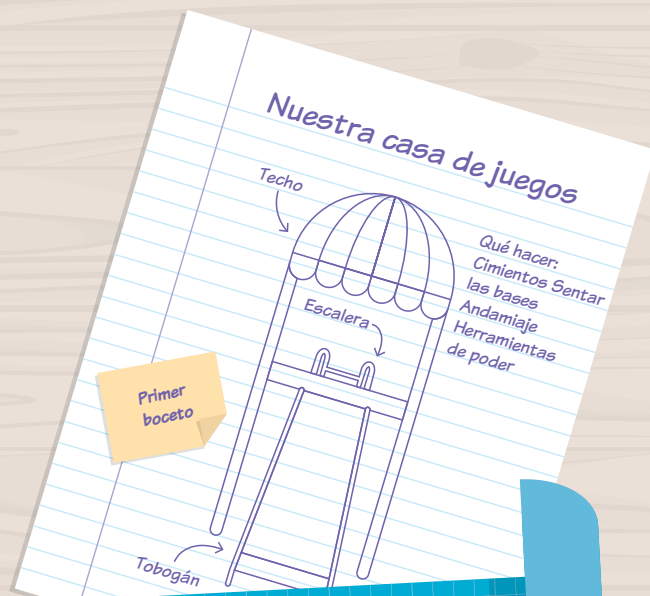 Nuestra casa de juegos
Techo
Qué hacer:
Cimientos Sentar
las bases
Andamiaje
Herramientas
de poder
Escalera
Primer
boceto
Tobogán